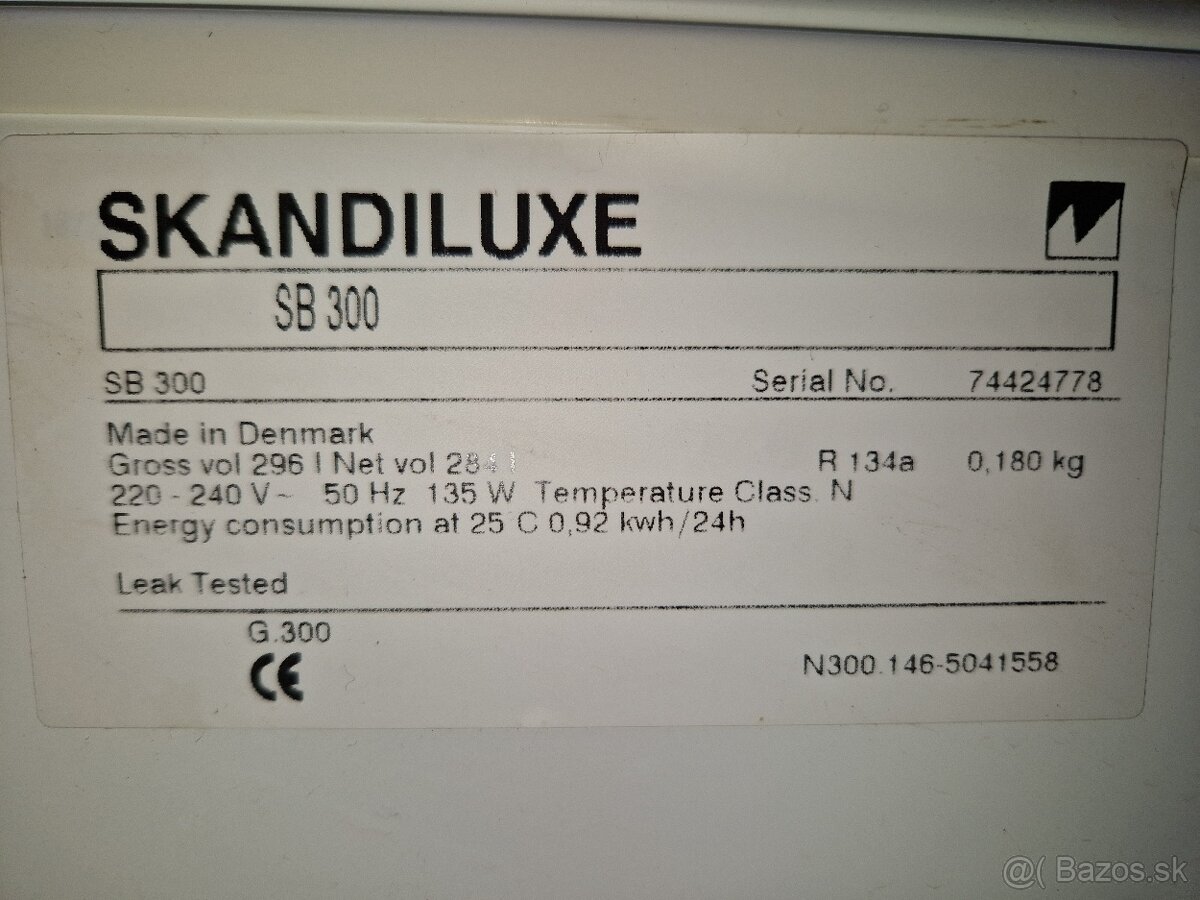 SKANDILUXE
SB 300
SB 300 Serial No. 74424778
Made in Denmark
Gross vol 296 l Net vol 284 l R 134a 0,180 kg
220 - 240 V~ 50 Hz 135 W Temperature Class. N
Energy consumption at 25 C 0,92 kwh/24h
Leak Tested
G.300
CE
N300.146-5041558
@( Bazos.sk